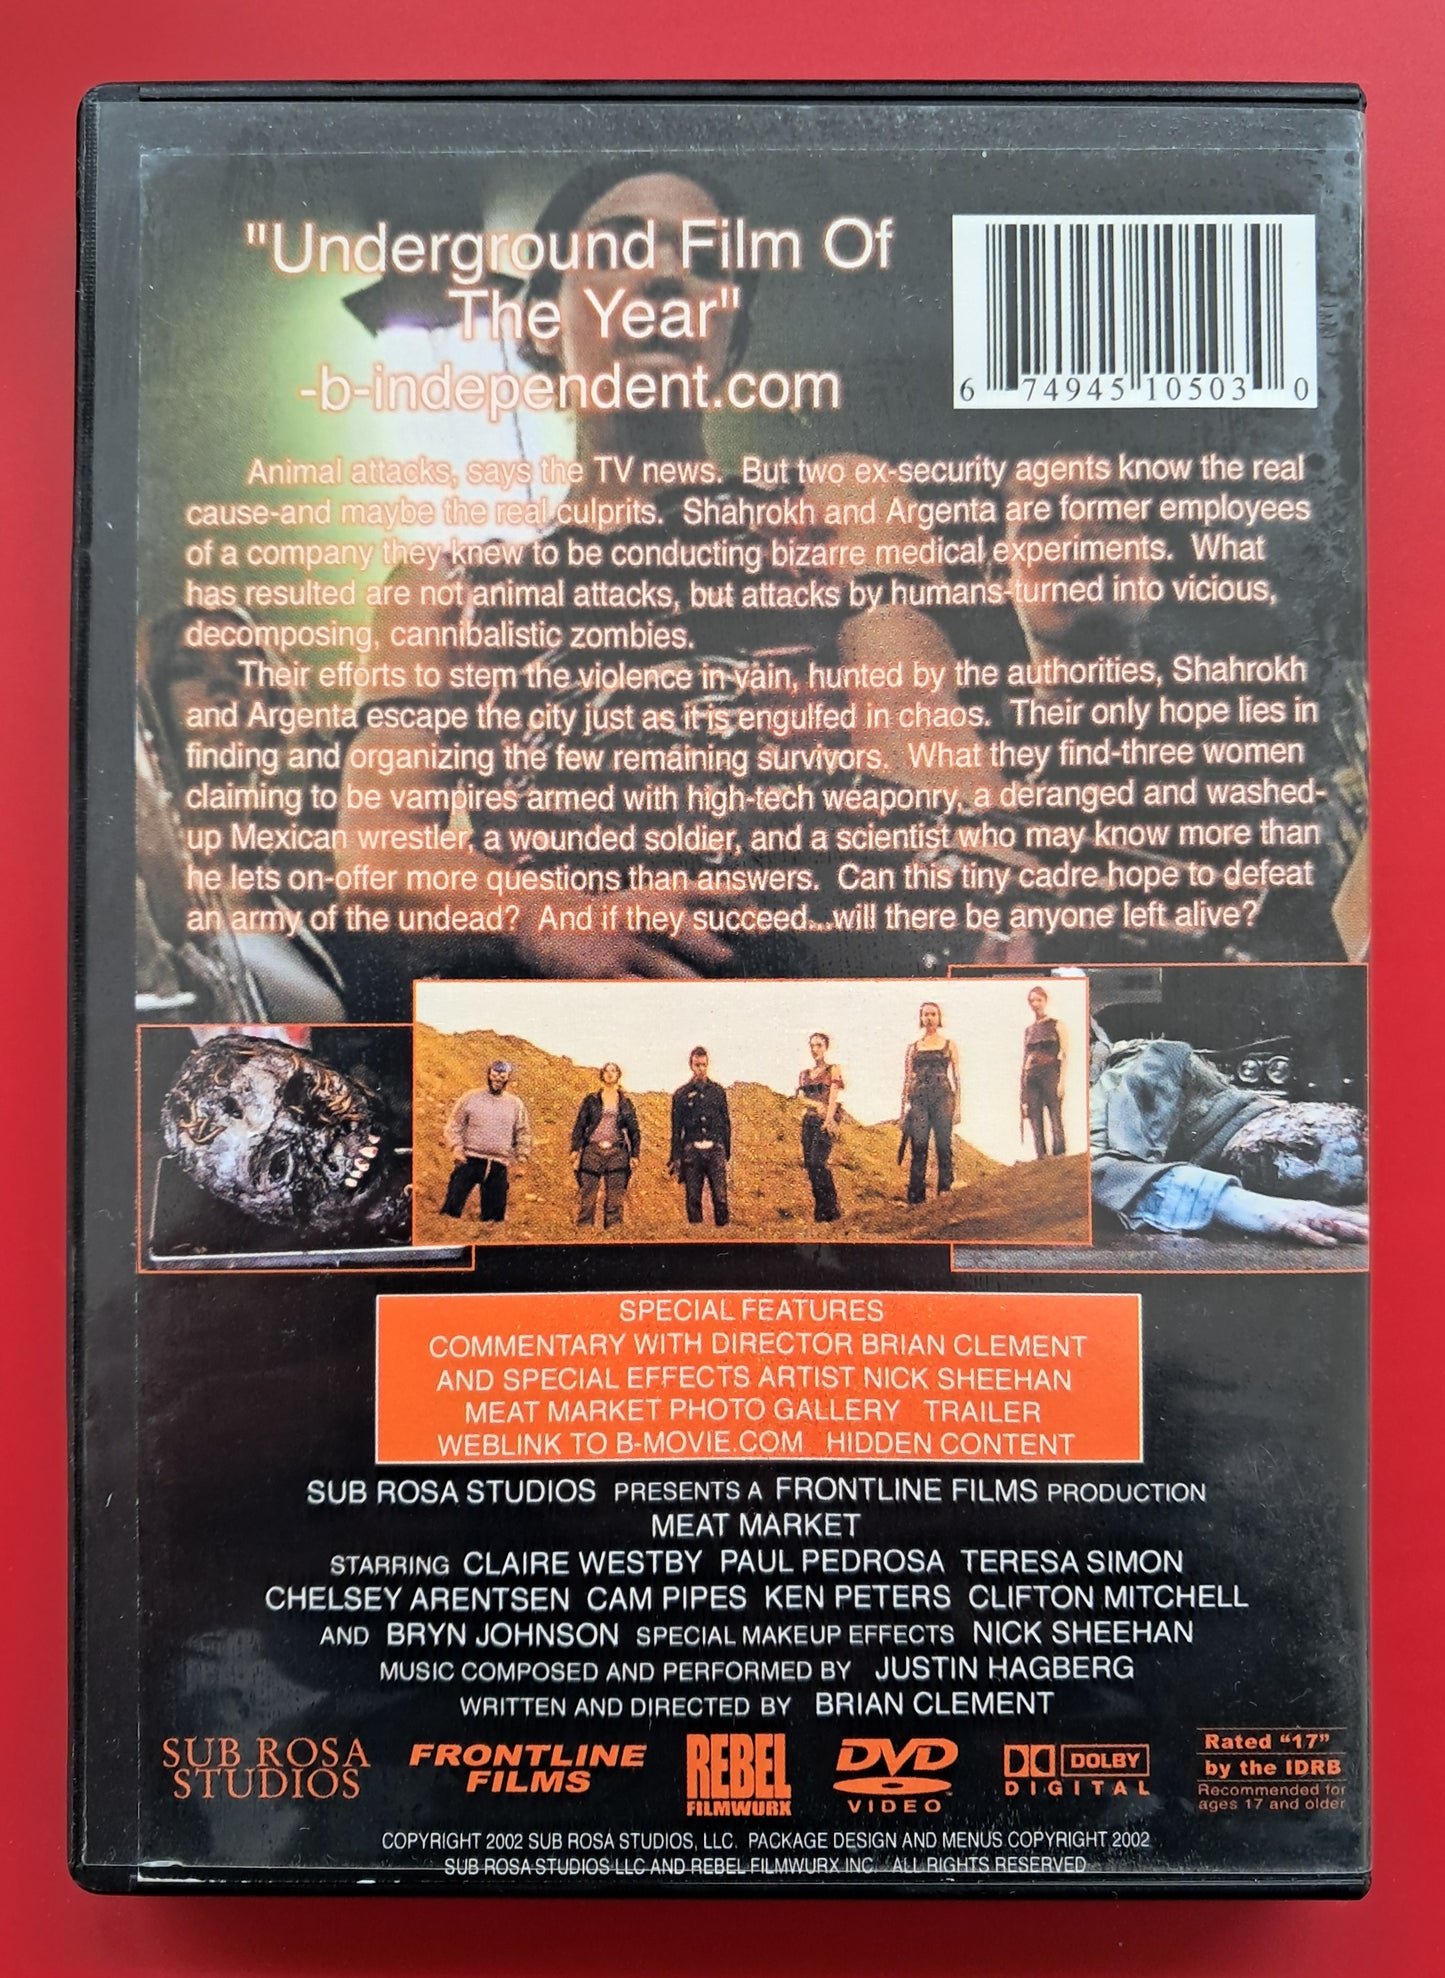 "Underground Film Of
The Year"
-b-independent.com
6 74945 10503 0
Animal attacks, says the TV news. But two ex-security agents know the real
cause-and maybe the real culprits. Shahrokh and Argenta are former employees
of a company they knew to be conducting bizarre medical experiments. What
has resulted are not animal attacks, but attacks by humans-turned into vicious,
decomposing, cannibalistic zombies.
Their efforts to stem the violence in vain, hunted by the authorities, Shahrokh
and Argenta escape the city just as it is engulfed in chaos. Their only hope lies in
finding and organizing the few remaining survivors. What they find-three women
claiming to be vampires armed with high-tech weaponry, a deranged and washed-
up Mexican wrestler, a wounded soldier, and a scientist who may know more than
he lets on-offer more questions than answers. Can this tiny cadre hope to defeat
an army of the undead? And if they succeed...will there be anyone left alive?
SPECIAL FEATURES
COMMENTARY WITH DIRECTOR BRIAN CLEMENT
AND SPECIAL EFFECTS ARTIST NICK SHEEHAN
MEAT MARKET PHOTO GALLERY TRAILER
WEBLINK TO B-MOVIE.COM HIDDEN CONTENT
SUB ROSA STUDIOS PRESENTS A FRONTLINE FILMS PRODUCTION
MEAT MARKET
STARRING CLAIRE WESTBY PAUL PEDROSA TERESA SIMON
CHELSEY ARENTSEN CAM PIPES KEN PETERS CLIFTON MITCHELL
AND BRYN JOHNSON SPECIAL MAKEUP EFFECTS NICK SHEEHAN
MUSIC COMPOSED AND PERFORMED BY JUSTIN HAGBERG
WRITTEN AND DIRECTED BY BRIAN CLEMENT
SUB ROSA
STUDIOS
FRONTLINE
FILMS
REBEL
FILMWURX
DVD
VIDEO
DOLBY
DIGITAL
Rated "17"
by the IDRB
Recommended for
ages 17 and older
COPYRIGHT 2002 SUB ROSA STUDIOS, LLC. PACKAGE DESIGN AND MENUS COPYRIGHT 2002
SUB ROSA STUDIOS LLC AND REBEL FILMWURX INC. ALL RIGHTS RESERVED